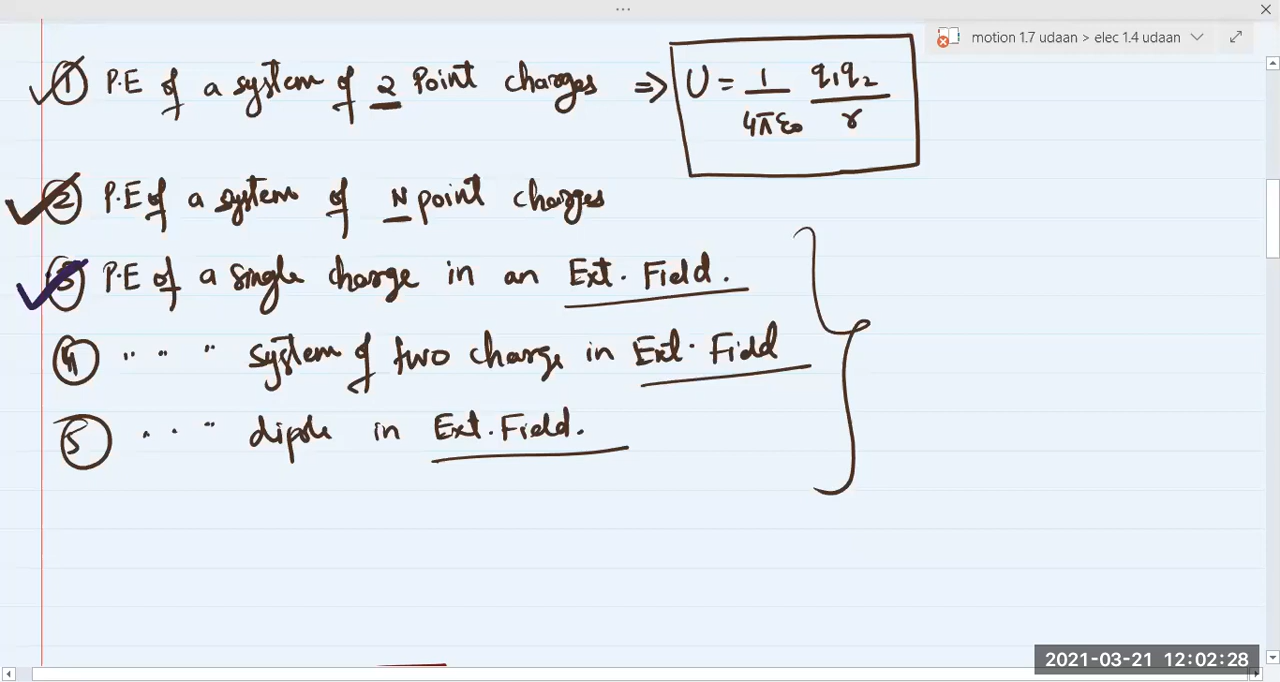 ...
motion 1.7 udaan > elec 1.4 udaan
① P.E of a system of 2 Point charges => U = 1/4πε₀ q₁q₂/r
② P.E of a system of N point charges
③ P.E of a single charge in an Ext. Field.
④ " " " system of two charge in Ext. Field
⑤ " " " dipole in Ext. Field.
2021-03-21 12:02:28